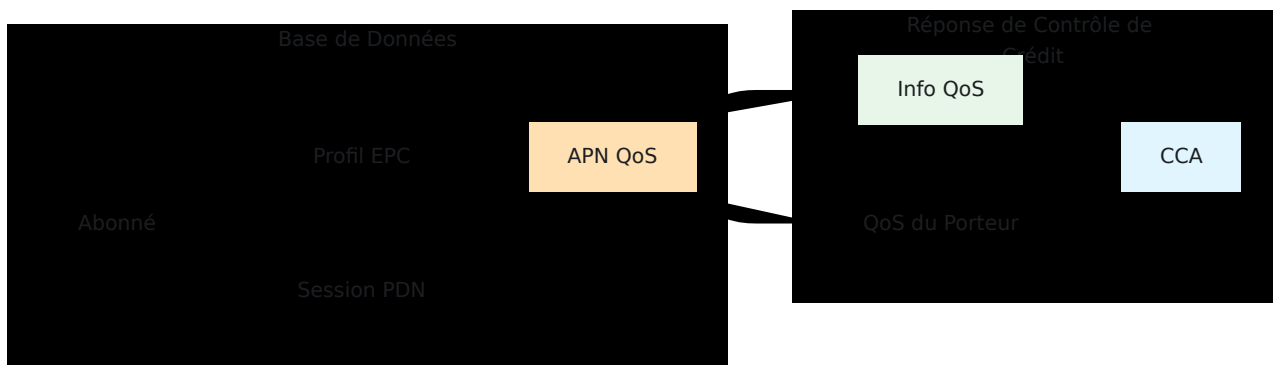 Base de Données
Profil EPC
APN QoS
Abonné
Session PDN
Réponse de Contrôle de
Crédit
Info QoS
CCA
QoS du Porteur